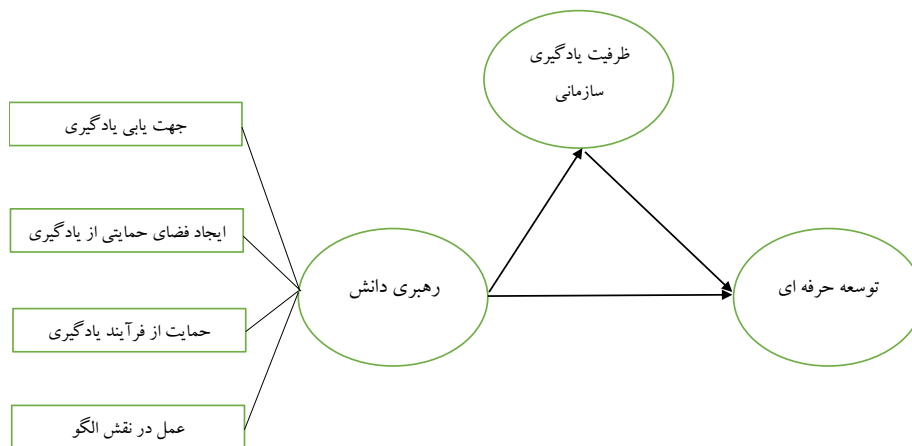 ظرفیت یادگیری
سازمانی
جهت یابی یادگیری
ایجاد فضای حمایتی از یادگیری
رهبری دانش
توسعه حرفه ای
حمایت از فرآیند یادگیری
عمل در نقش الگو